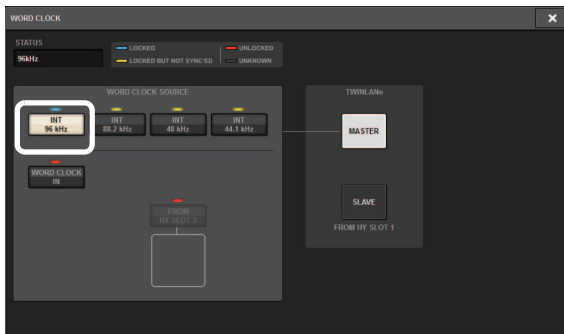 WORD CLOCK
STATUS
96kHz
LOCKED
UNLOCKED
LOCKED BUT NOT SYNC'ED
UNKNOWN
WORD CLOCK SOURCE
TWINLANe
INT
96 kHz
INT
88.2 kHz
INT
48 kHz
INT
44.1 kHz
MASTER
WORD CLOCK
IN
FROM
HY SLOT 2
SLAVE
FROM HY SLOT 1